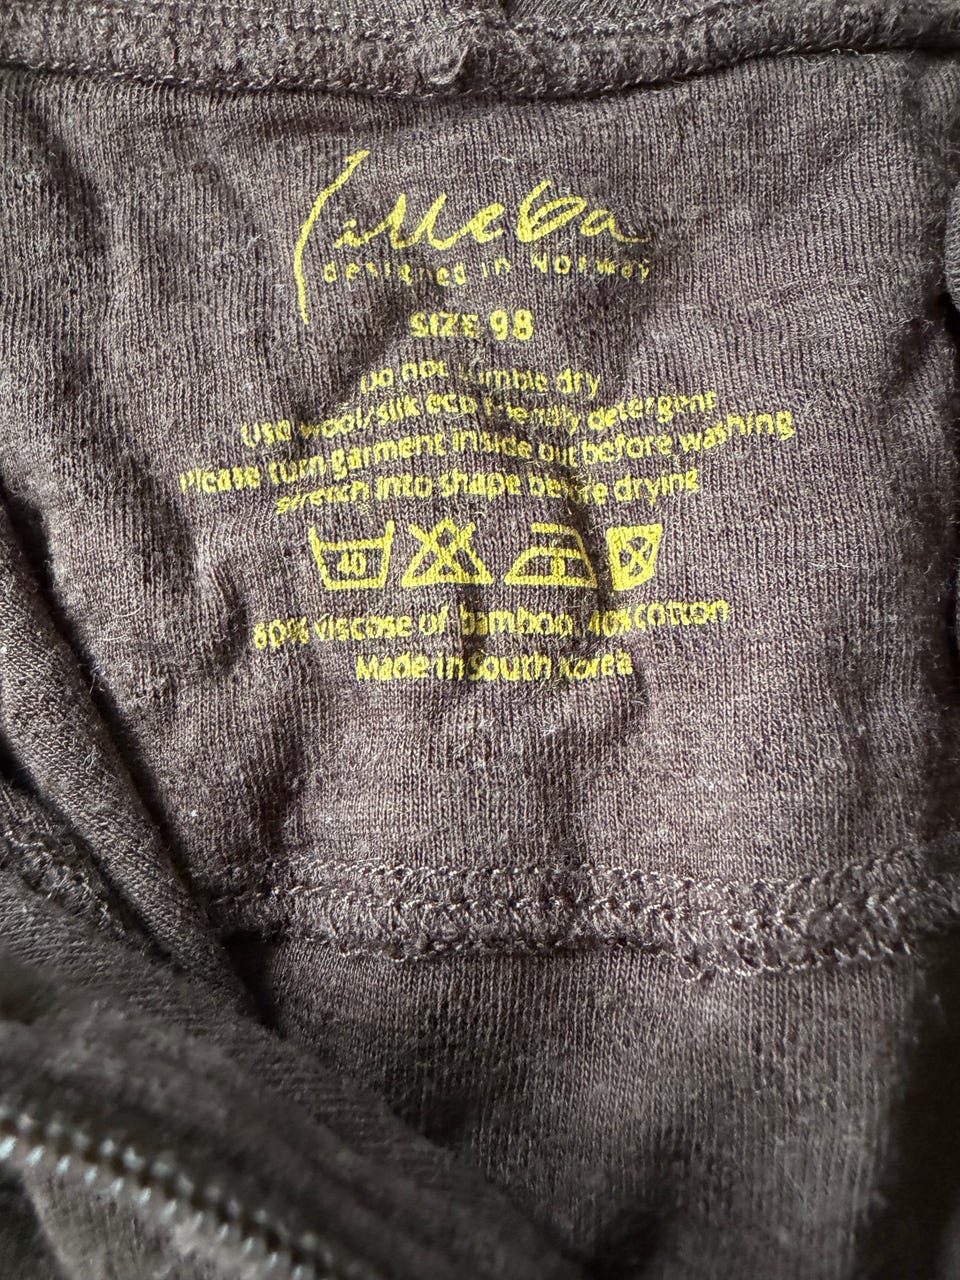 Lilleba
designed in Norway
SIZE 98
Do not tumble dry
Use wool/silk eco friendly detergent
Please turn garment inside out before washing
stretch into shape before drying
40
60% viscose of bamboo, 40% cotton
Made in South Korea